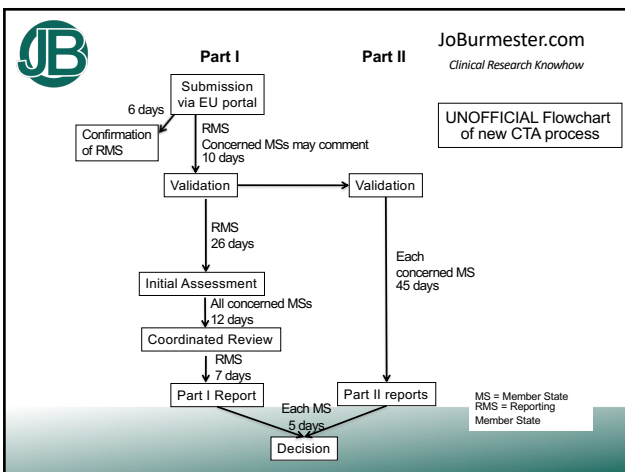 JB
Part I
Part II
JoBurmester.com
Clinical Research Knowhow
UNOFFICIAL Flowchart
of new CTA process
Submission
via EU portal
6 days
Confirmation
of RMS
RMS
Concerned MSs may comment
10 days
Validation
Validation
RMS
26 days
Each
concerned MS
45 days
Initial Assessment
All concerned MSs
12 days
Coordinated Review
RMS
7 days
Part I Report
Part II reports
Each MS
5 days
Decision
MS = Member State
RMS = Reporting
Member State